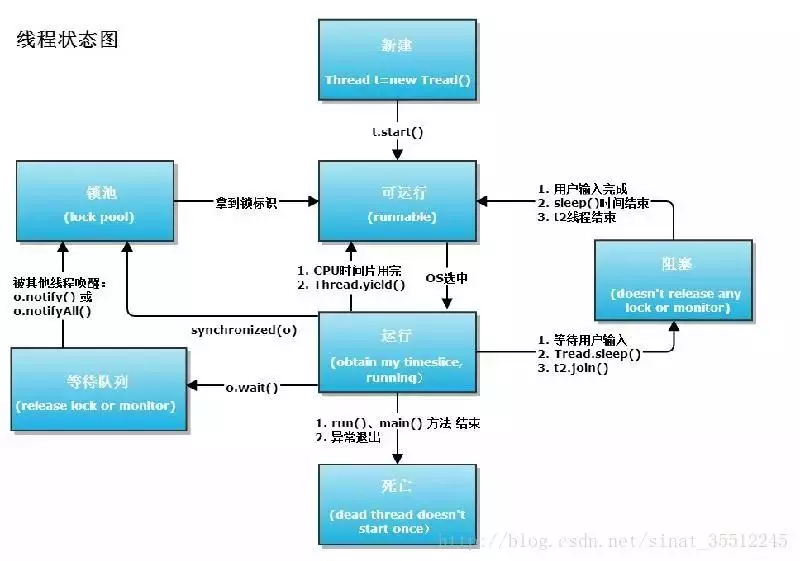 线程状态图
新建
Thread t=new Tread()
t.start()
锁池
(lock pool)
拿到锁标识
可运行
(runnable)
1. 用户输入完成
2. sleep()时间结束
3. t2线程结束
被其他线程唤醒：
o.notify() 或
o.notifyAll()
1. CPU时间片用完
2. Thread.yield()
OS选中
阻塞
(doesn't release any
lock or monitor)
synchronized(o)
运行
(obtain my timeslice,
running)
1. 等待用户输入
2. Tread.sleep()
3. t2.join()
等待队列
(release lock or monitor)
o.wait()
1. run()、main() 方法 结束
2. 异常退出
死亡
(dead thread doesn't
start once)
http://blog.csdn.net/sinat_35512245